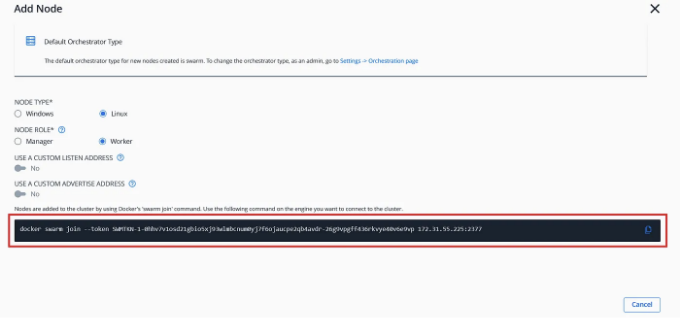 Add Node
Default Orchestrator Type
The default orchestrator type for new nodes created is swarm. To change the orchestrator type, as an admin, go to Settings -> Orchestration page
NODE TYPE*
Windows
Linux
NODE ROLE*
Manager
Worker
USE A CUSTOM LISTEN ADDRESS
No
USE A CUSTOM ADVERTISE ADDRESS
No
Nodes are added to the cluster by using Docker's 'swarm join' command. Use the following command on the engine you want to connect to the cluster.
docker swarm join --token 172.31.55.225:2377
Cancel